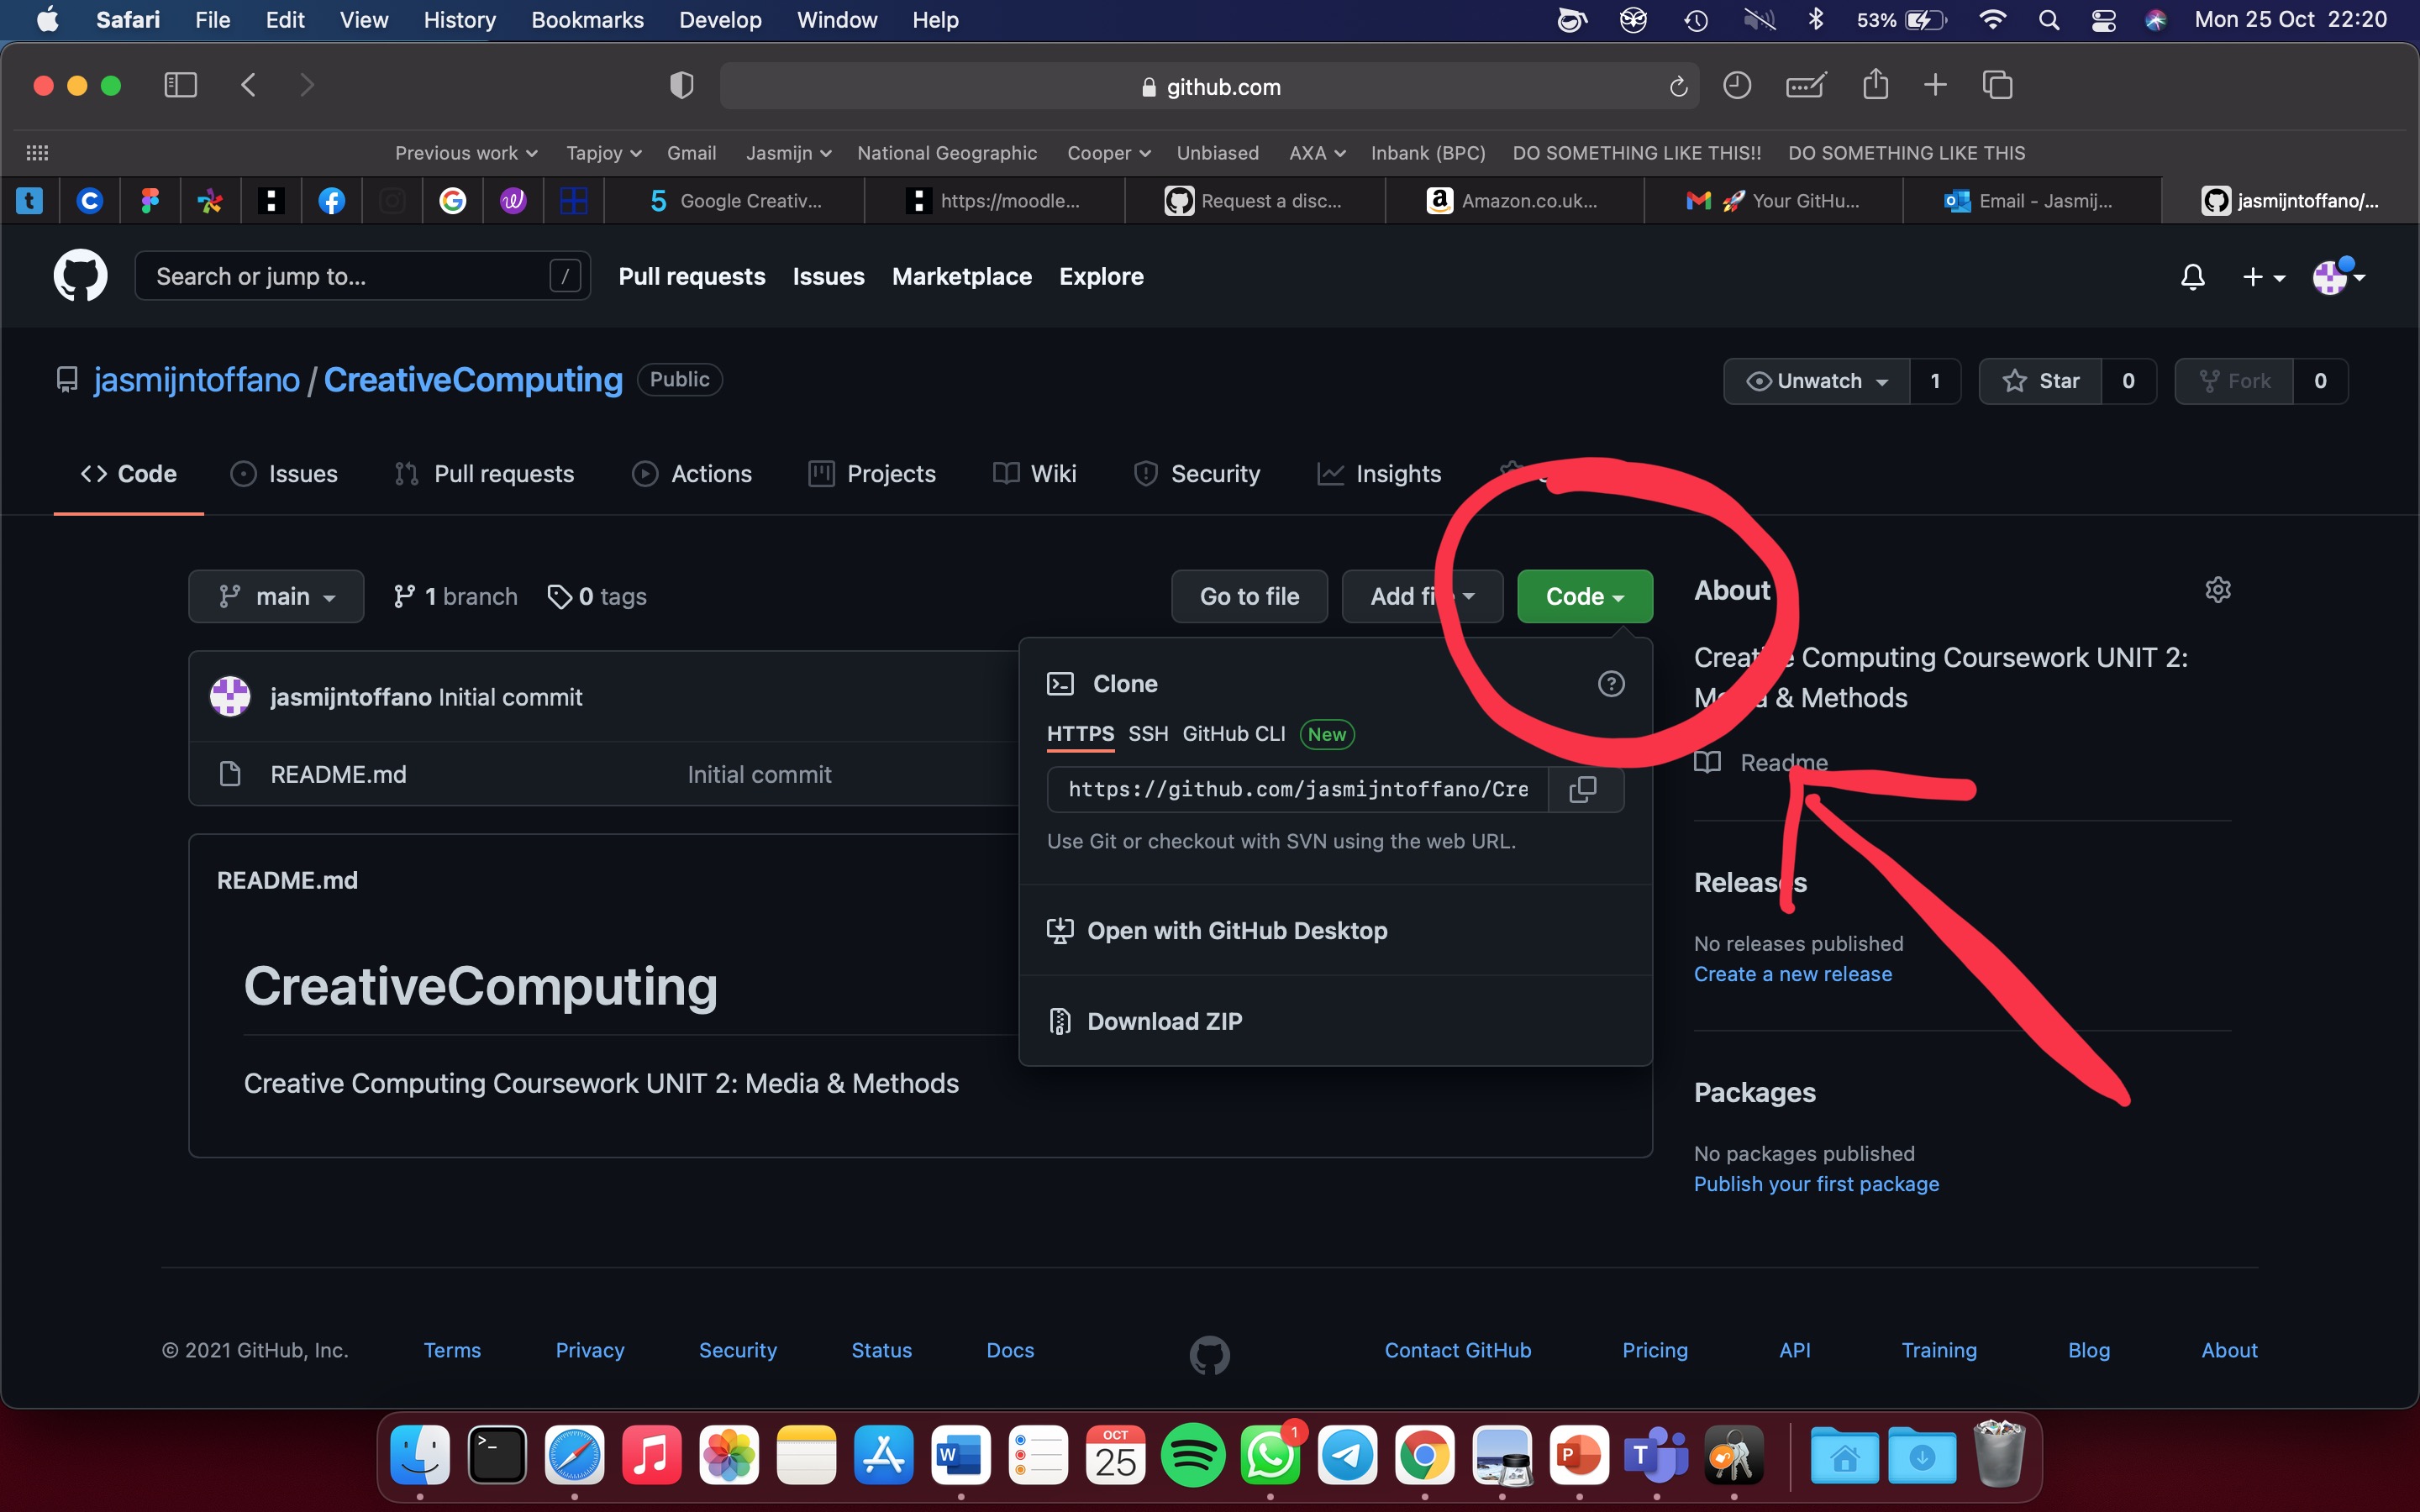 Safari File Edit View History Bookmarks Develop Window Help 53% Mon 25 Oct 22:20
github.com
Previous work Tapjoy Gmail Jasmijn National Geographic Cooper Unbiased AXA Inbank (BPC) DO SOMETHING LIKE THIS!! DO SOMETHING LIKE THIS
Google Creativ... https://moodle... Request a disc... Amazon.co.uk... 🚀 Your GitHu... Email - Jasmij... jasmijntoffano/...
Search or jump to... / Pull requests Issues Marketplace Explore
jasmijntoffano / CreativeComputing Public Unwatch 1 Star 0 Fork 0
<> Code Issues Pull requests Actions Projects Wiki Security Insights
main 1 branch 0 tags Go to file Add fi Code About
Creative Computing Coursework UNIT 2:
Media & Methods
jasmijntoffano Initial commit Clone
HTTPS SSH GitHub CLI New
README.md Initial commit https://github.com/jasmijntoffano/Cre Readme
Use Git or checkout with SVN using the web URL.
README.md Releases
Open with GitHub Desktop No releases published
Create a new release
CreativeComputing Download ZIP
Creative Computing Coursework UNIT 2: Media & Methods Packages
No packages published
Publish your first package
© 2021 GitHub, Inc. Terms Privacy Security Status Docs Contact GitHub Pricing API Training Blog About
OCT 1
25